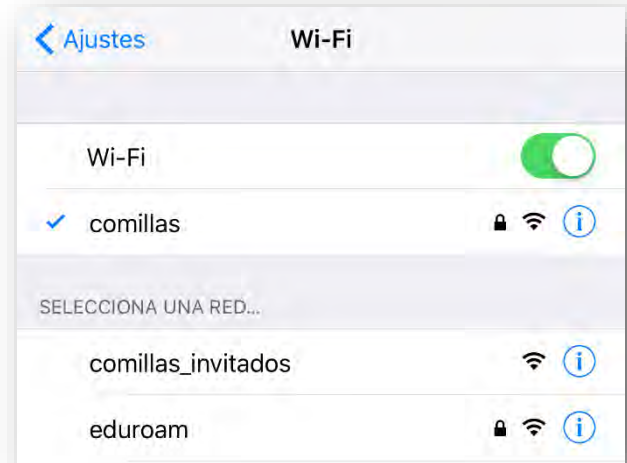 Ajustes Wi-Fi
Wi-Fi
comillas
SELECCIONA UNA RED...
comillas_invitados
eduroam